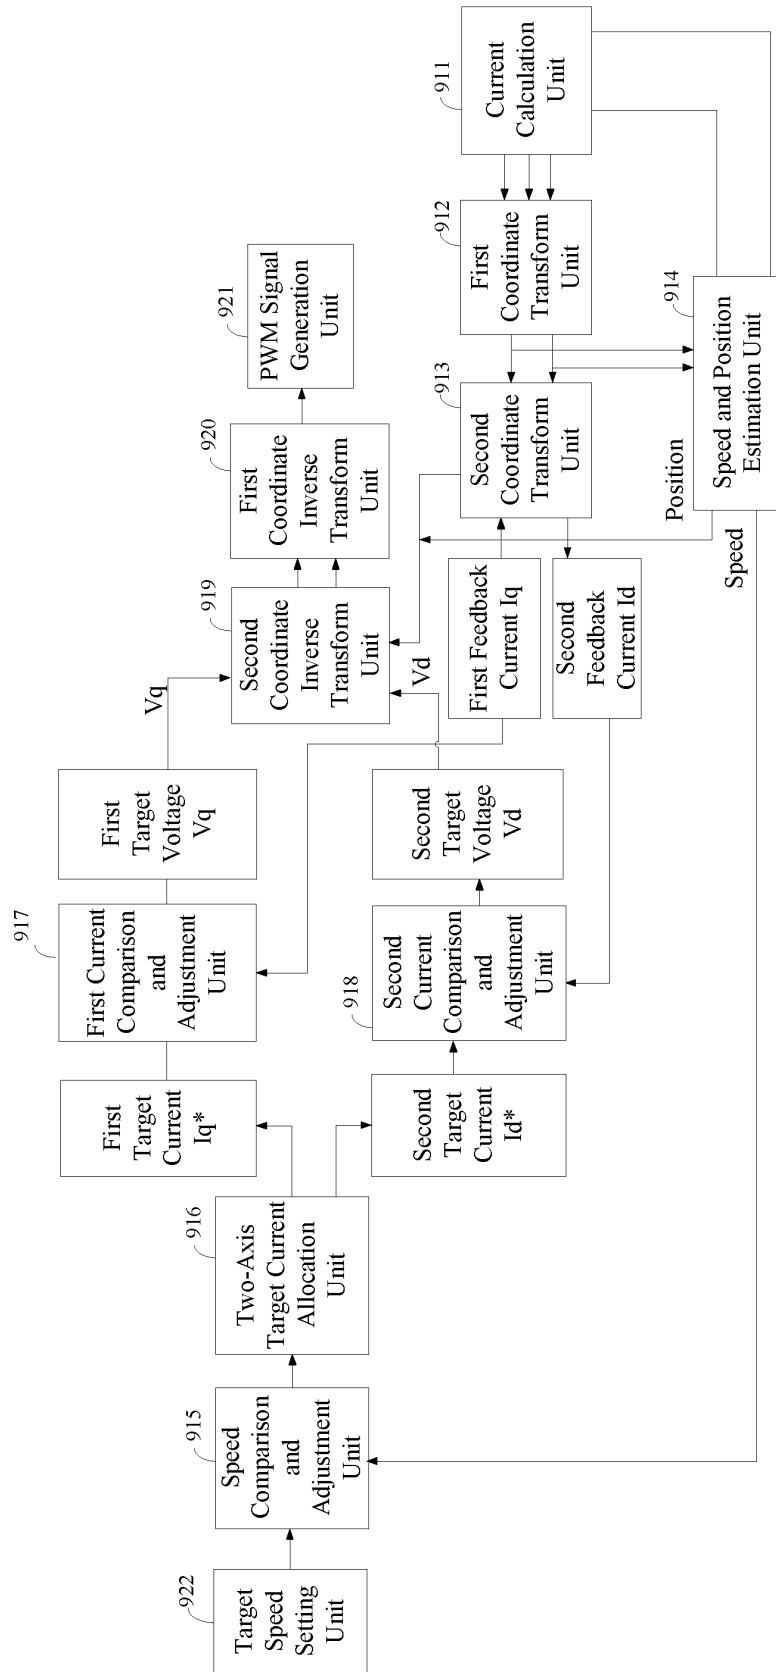 922
Target
Speed
Setting
Unit
915
Speed
Comparison
and
Adjustment
Unit
916
Two-Axis
Target Current
Allocation
Unit
First
Target
Current
Iq*
917
First Current
Comparison
and
Adjustment
Unit
First
Target
Voltage
Vq
Vq
Second
Target
Current
Id*
918
Second
Current
Comparison
and
Adjustment
Unit
Second
Target
Voltage
Vd
Vd
919
Second
Coordinate
Inverse
Transform
Unit
920
First
Coordinate
Inverse
Transform
Unit
921
PWM Signal
Generation
Unit
First Feedback
Current Iq
Second
Feedback
Current Id
913
Second
Coordinate
Transform
Unit
912
First
Coordinate
Transform
Unit
911
Current
Calculation
Unit
Position
Speed
914
Speed and Position
Estimation Unit